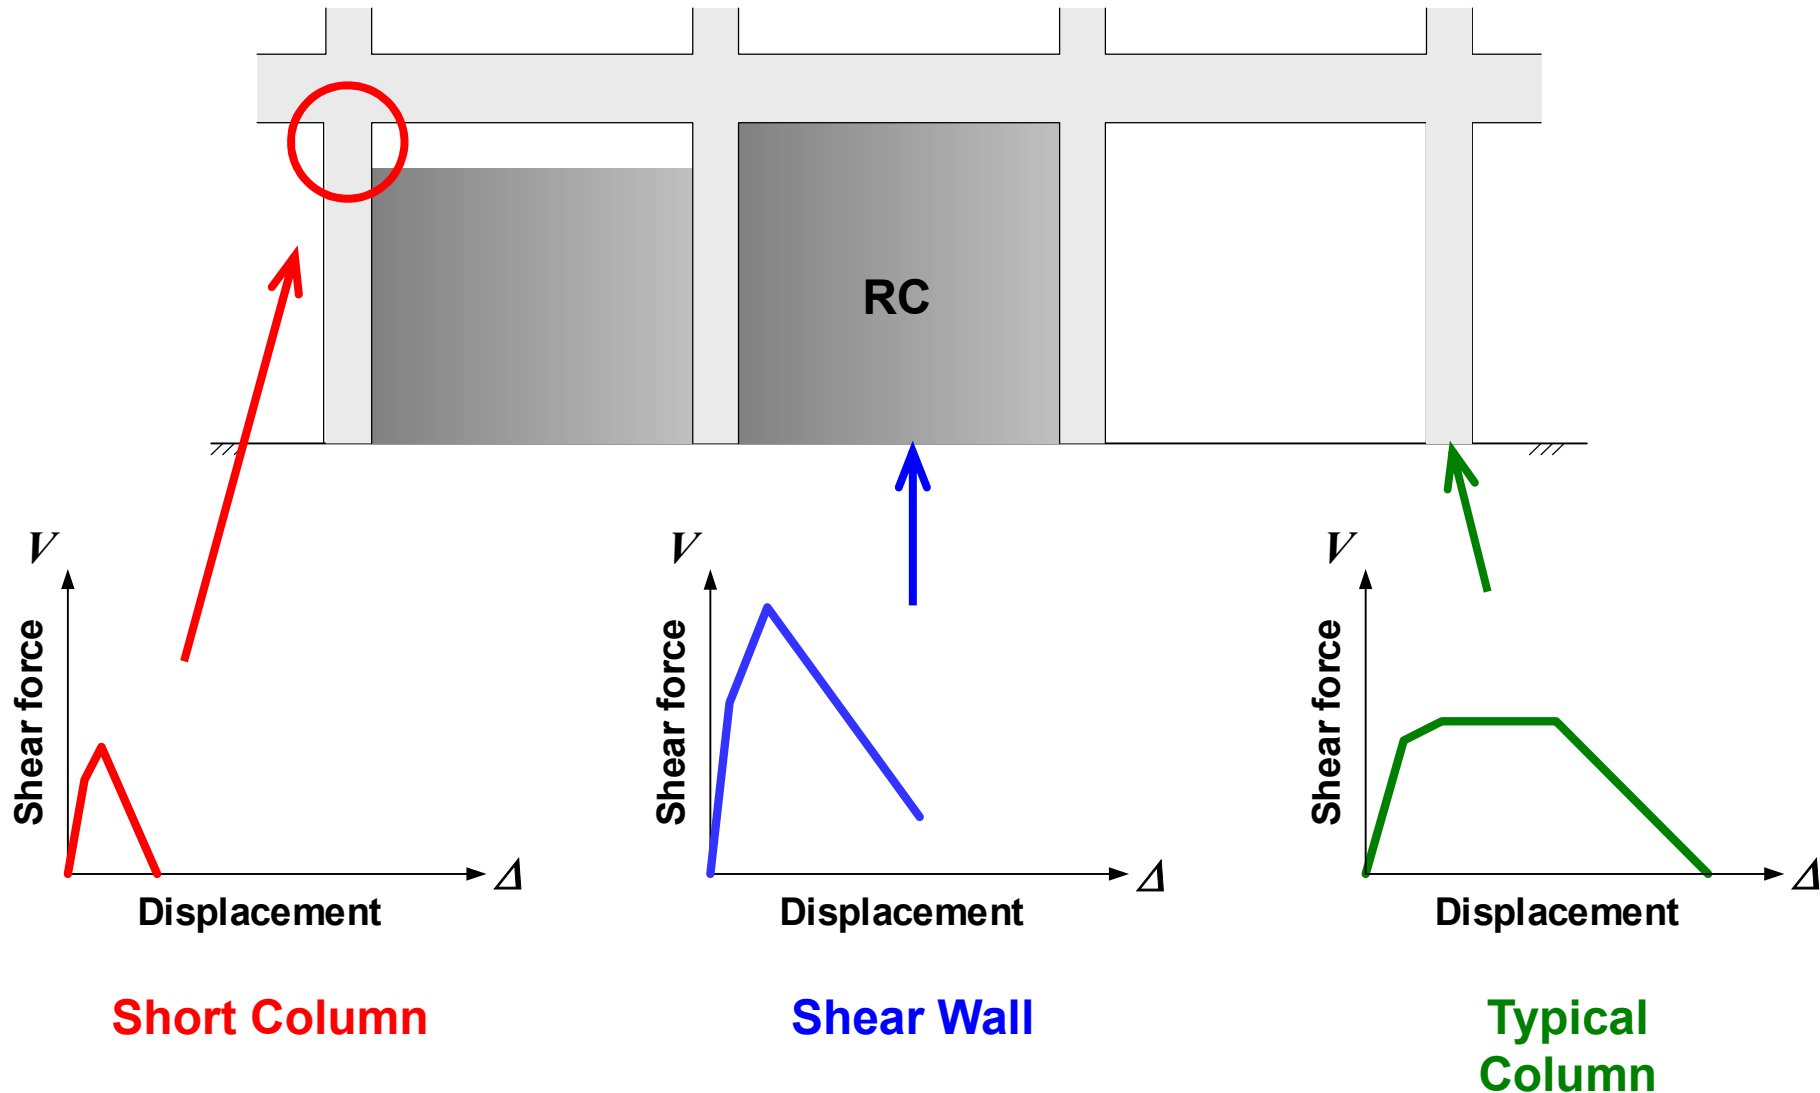 RC
V
Shear force
Δ
Displacement
Short Column
V
Shear force
Δ
Displacement
Shear Wall
V
Shear force
Δ
Displacement
Typical
Column